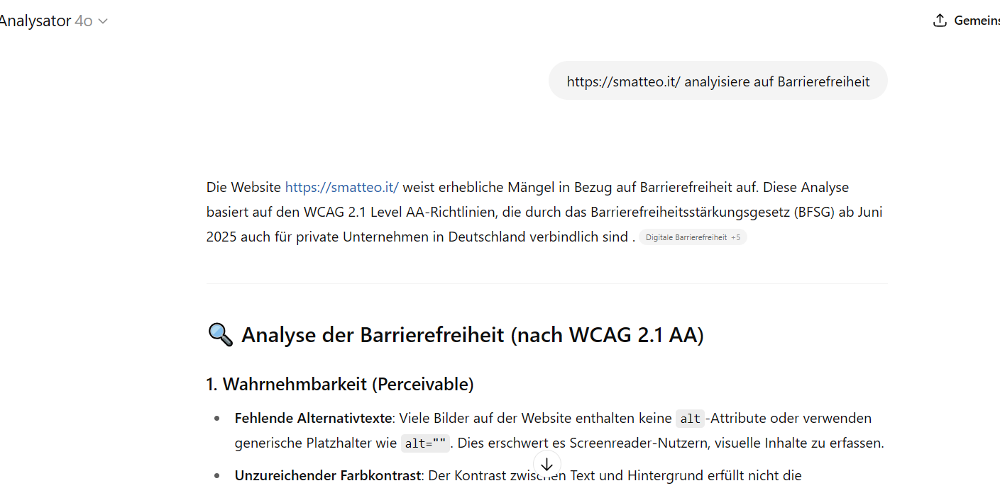 Analysator 4o
Gemeins
https://smatteo.it/ analyisiere auf Barrierefreiheit
Die Website https://smatteo.it/ weist erhebliche Mängel in Bezug auf Barrierefreiheit auf. Diese Analyse
basiert auf den WCAG 2.1 Level AA-Richtlinien, die durch das Barrierefreiheitsstärkungsgesetz (BFSG) ab Juni
2025 auch für private Unternehmen in Deutschland verbindlich sind . Digitale Barrierefreiheit +5
Analyse der Barrierefreiheit (nach WCAG 2.1 AA)
1. Wahrnehmbarkeit (Perceivable)
• Fehlende Alternativtexte: Viele Bilder auf der Website enthalten keine alt -Attribute oder verwenden
generische Platzhalter wie alt="" . Dies erschwert es Screenreader-Nutzern, visuelle Inhalte zu erfassen.
• Unzureichender Farbkontrast: Der Kontrast zwischen Text und Hintergrund erfüllt nicht die